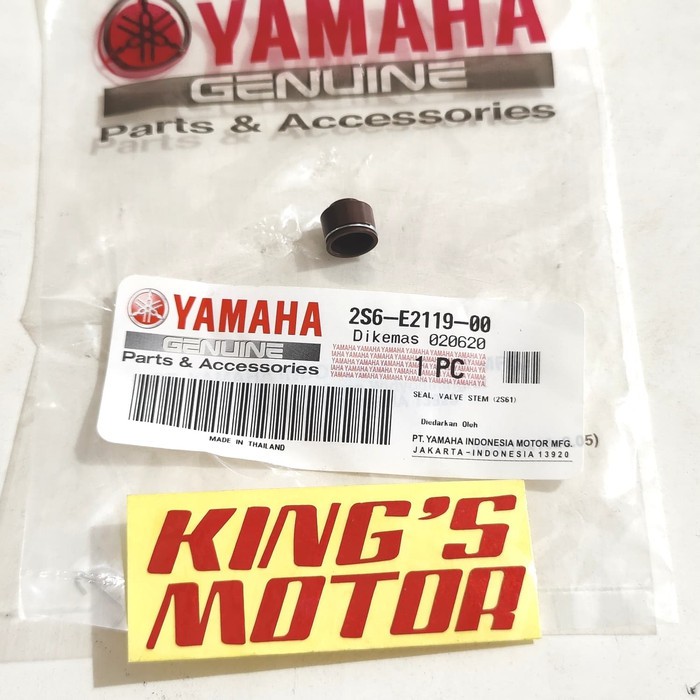 YAMAHA
GENUINE
Parts & Accessories
YAMAHA
GENUINE
Parts & Accessories
MADE IN THAILAND
2S6-E2119-00
Dikemas 020620
1 PC
SEAL, VALVE STEM (2S61)
Diedarkan Oleh
PT. YAMAHA INDONESIA MOTOR MFG.
JAKARTA-INDONESIA 13920
.05)
KING'S
MOTOR